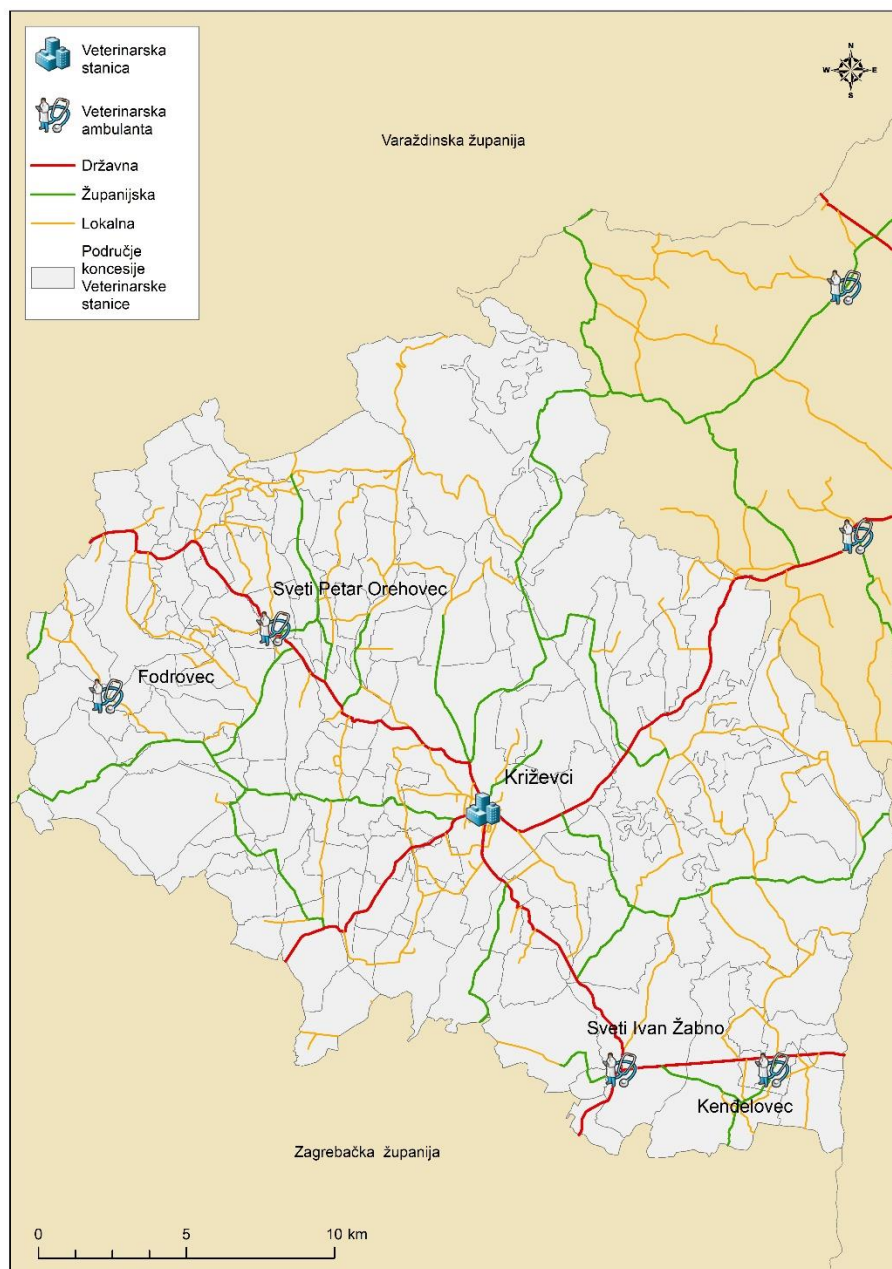 Veterinarska
stanica
Veterinarska
ambulanta
Državna
Županijska
Lokalna
Područje
koncesije
Veterinarske
stanice
N
W E
S
Varaždinska županija
Sveti Petar Orehovec
Fodrovec
Križevci
Sveti Ivan Žabno
Kenđelovec
Zagrebačka županija
0 5 10 km